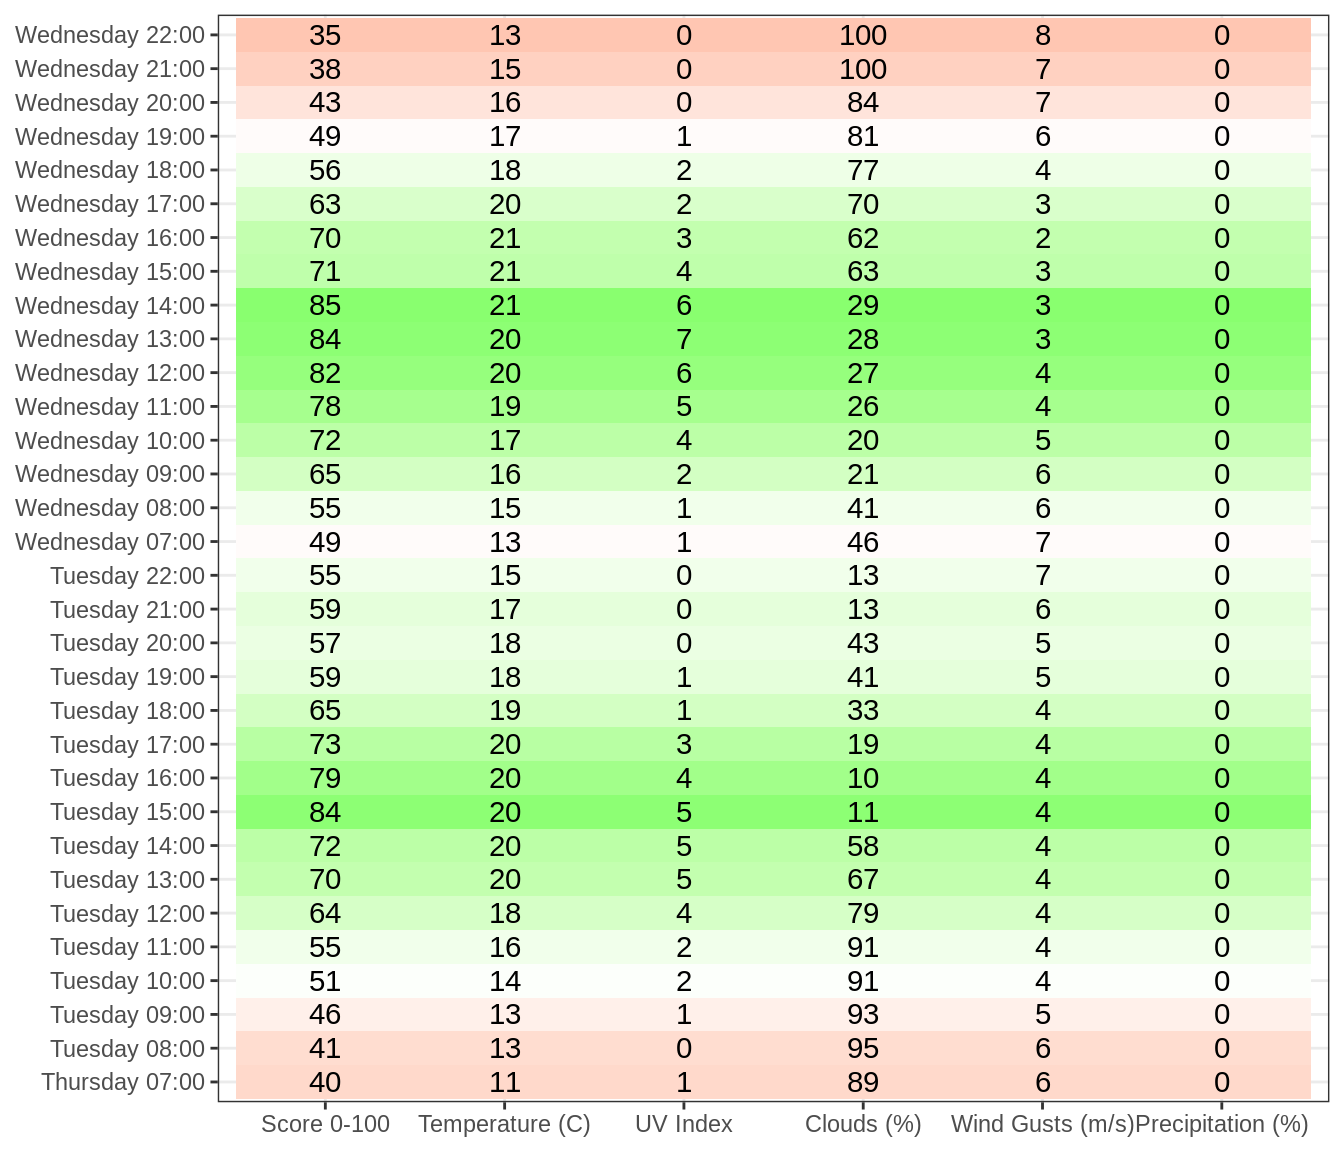 Wednesday 22:00 35 13 0 100 8 0
Wednesday 21:00 38 15 0 100 7 0
Wednesday 20:00 43 16 0 84 7 0
Wednesday 19:00 49 17 1 81 6 0
Wednesday 18:00 56 18 2 77 4 0
Wednesday 17:00 63 20 2 70 3 0
Wednesday 16:00 70 21 3 62 2 0
Wednesday 15:00 71 21 4 63 3 0
Wednesday 14:00 85 21 6 29 3 0
Wednesday 13:00 84 20 7 28 3 0
Wednesday 12:00 82 20 6 27 4 0
Wednesday 11:00 78 19 5 26 4 0
Wednesday 10:00 72 17 4 20 5 0
Wednesday 09:00 65 16 2 21 6 0
Wednesday 08:00 55 15 1 41 6 0
Wednesday 07:00 49 13 1 46 7 0
Tuesday 22:00 55 15 0 13 7 0
Tuesday 21:00 59 17 0 13 6 0
Tuesday 20:00 57 18 0 43 5 0
Tuesday 19:00 59 18 1 41 5 0
Tuesday 18:00 65 19 1 33 4 0
Tuesday 17:00 73 20 3 19 4 0
Tuesday 16:00 79 20 4 10 4 0
Tuesday 15:00 84 20 5 11 4 0
Tuesday 14:00 72 20 5 58 4 0
Tuesday 13:00 70 20 5 67 4 0
Tuesday 12:00 64 18 4 79 4 0
Tuesday 11:00 55 16 2 91 4 0
Tuesday 10:00 51 14 2 91 4 0
Tuesday 09:00 46 13 1 93 5 0
Tuesday 08:00 41 13 0 95 6 0
Thursday 07:00 40 11 1 89 6 0
Score 0-100 Temperature (C) UV Index Clouds (%) Wind Gusts (m/s) Precipitation (%)